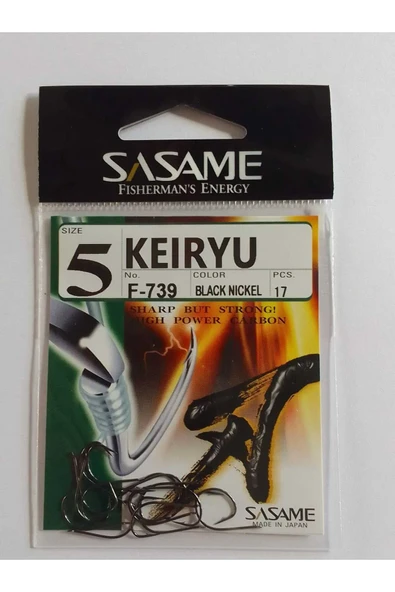 SASAME
FISHERMAN'S ENERGY
SIZE
5
KEIRYU
No. COLOR PCS.
F-739 BLACK NICKEL 17
SHARP BUT STRONG!
HIGH POWER CARBON
SASAME
MADE IN JAPAN